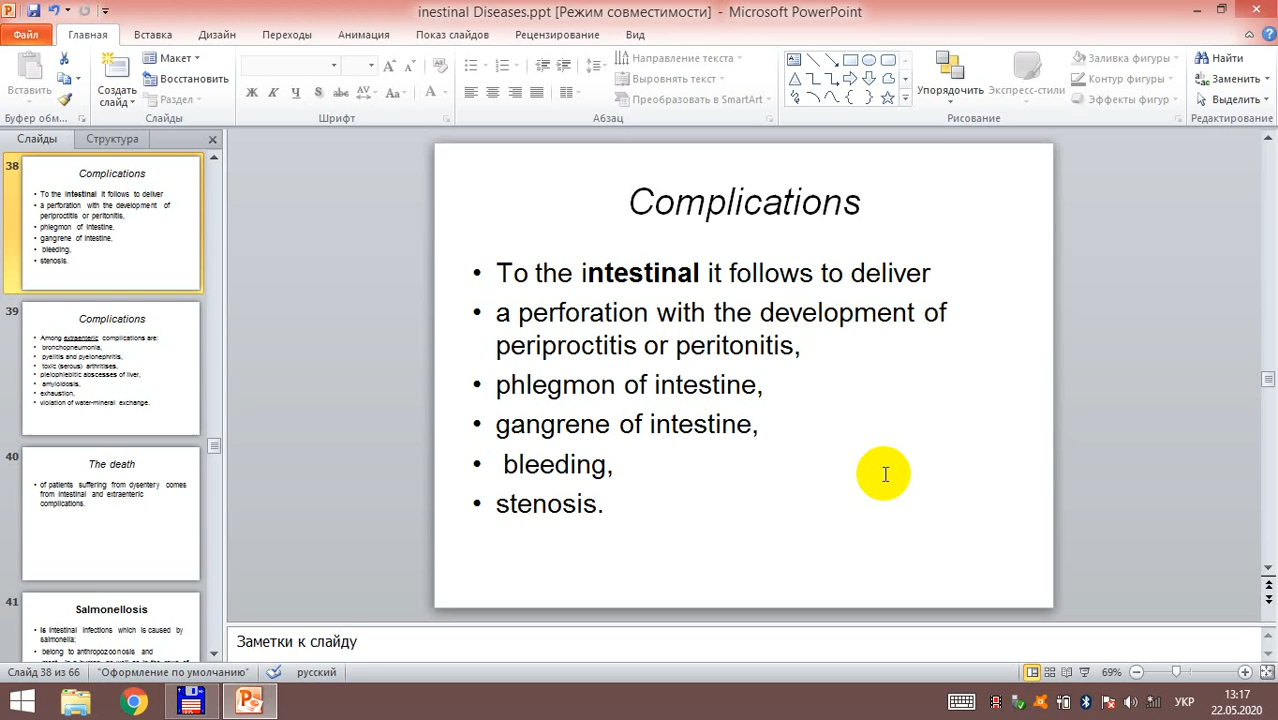 inestinal Diseases.ppt [Режим совместимости] - Microsoft PowerPoint
Файл Главная Вставка Дизайн Переходы Анимация Показ слайдов Рецензирование Вид
Вставить
Буфер обм...
Создать слайд
Макет
Восстановить
Раздел
Слайды
Ж К Ч S abc AV Aa А
Шрифт
Направление текста
Выровнять текст
Преобразовать в SmartArt
Абзац
Упорядочить
Экспресс-стили
Заливка фигуры
Контур фигуры
Эффекты фигур
Рисование
Найти
Заменить
Выделить
Редактирование
Слайды Структура
38
Complications
• To the intestinal it follows to deliver
• a perforation with the development of
periproctitis or peritonitis,
• phlegmon of intestine,
• gangrene of intestine,
• bleeding,
• stenosis.
39
Complications
Among extraenteric complications are:
• bronchopneumonia,
• pyelitis and pyelonephritis,
• toxic (serous) arthritises,
• pielophlebitic abscesses of liver,
• amyloidosis,
• exhaustion,
• violation of water-mineral exchange.
40
The death
• of patients suffering from dysentery comes
from intestinal and extraenteric
complications.
41
Salmonellosis
• Is intestinal infections which is caused by
salmonella;
• belong to anthropozoonosis and
Complications
• To the intestinal it follows to deliver
• a perforation with the development of
periproctitis or peritonitis,
• phlegmon of intestine,
• gangrene of intestine,
• bleeding,
• stenosis.
Заметки к слайду
Слайд 38 из 66 "Оформление по умолчанию" русский 69%
УКР
13:17
22.05.2020